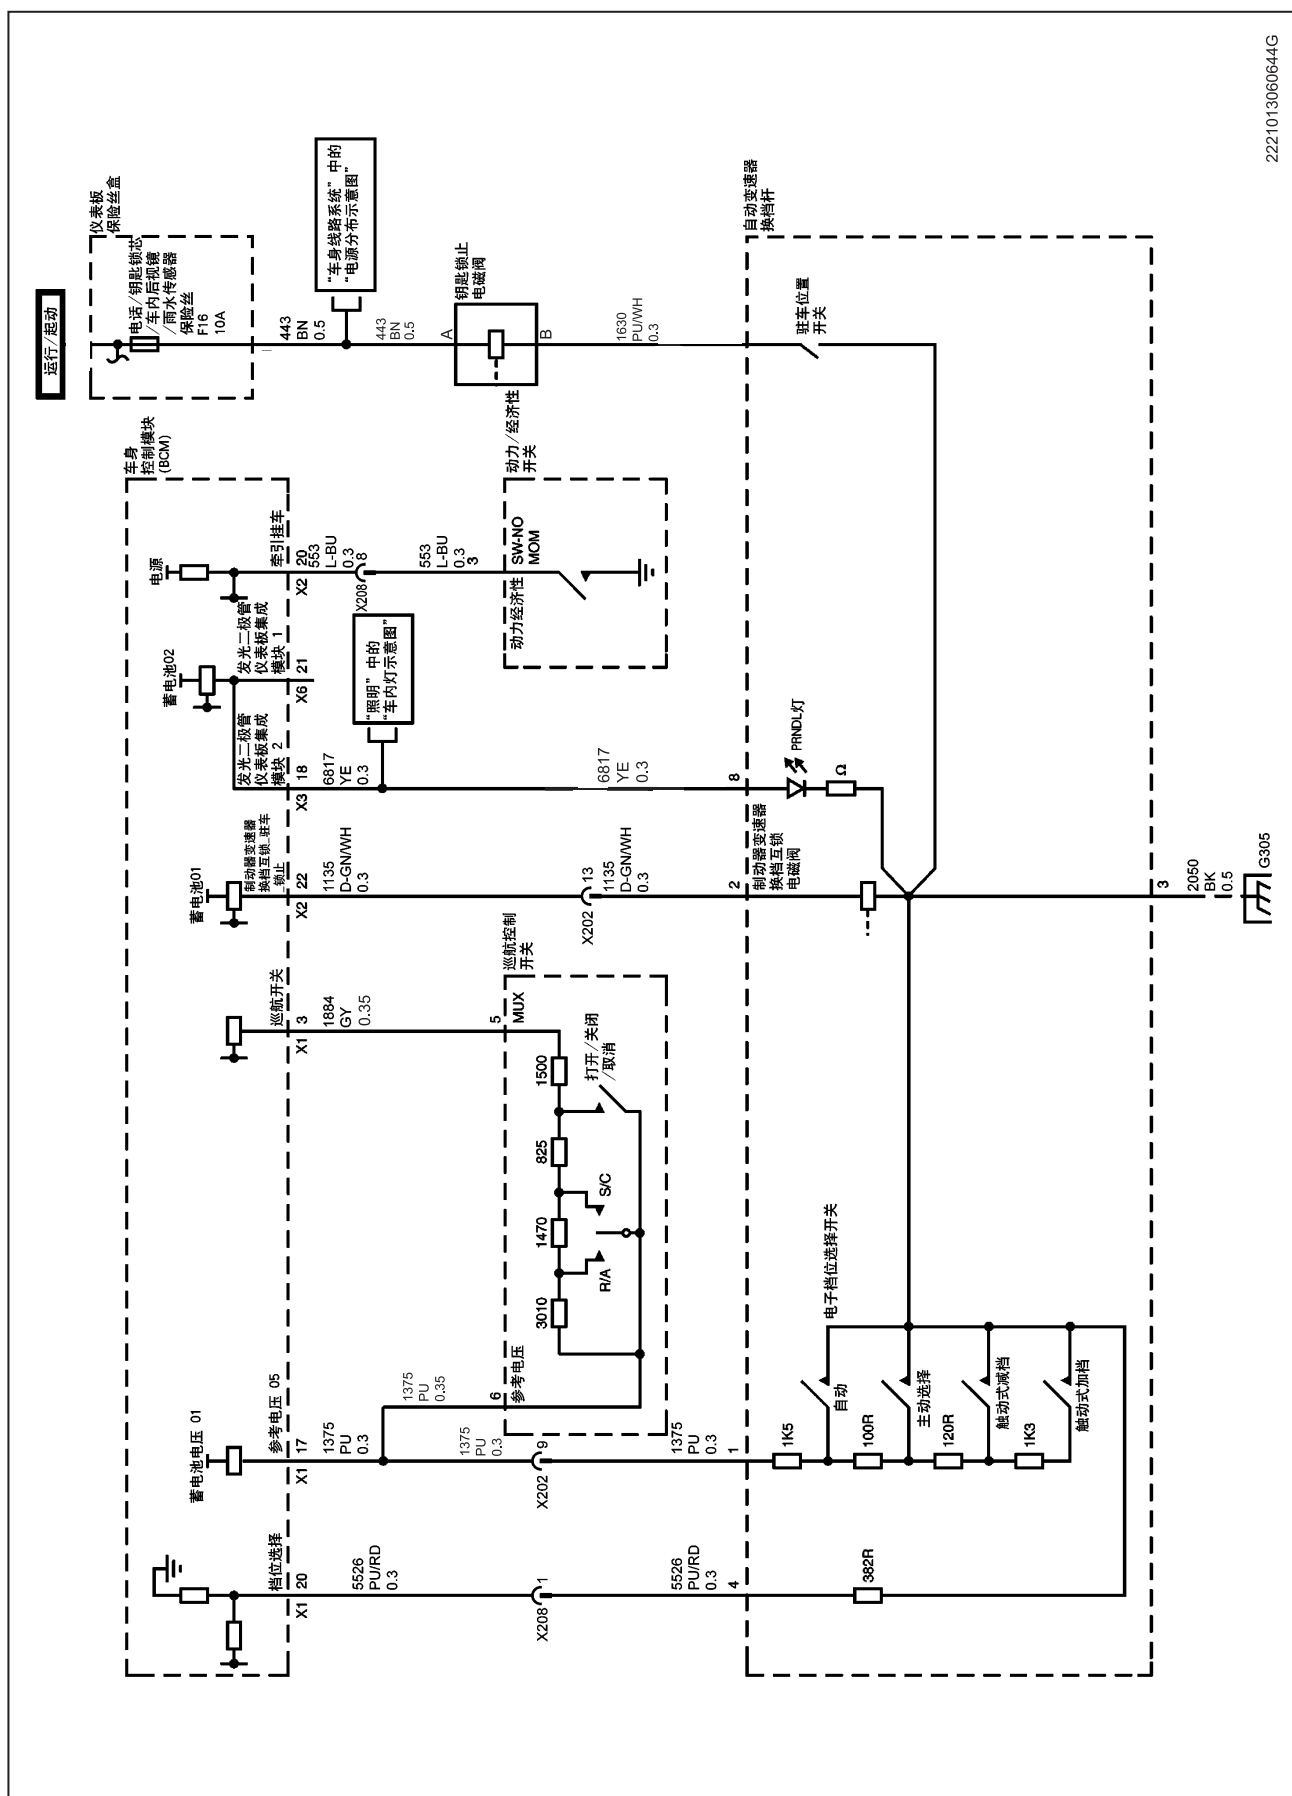 2221013060644G
运行/起动
仪表板
保险丝盒
电话/钥匙锁芯
/车内后视镜
/雨水传感器
保险丝
F16
10A
443
BN
0.5
“车身线路系统”中的
“电源分布示意图”
443
BN
0.5
钥匙锁止
电磁阀
A
B
1630
PU/WH
0.3
自动变速器
换档杆
驻车位置
开关
车身
控制模块
(BCM)
电源
牵引挂车
X2
20
553
L-BU
0.3
8
X208
553
L-BU
0.3
3
动力/经济性
开关
SW-NO
MOM
动力经济性
蓄电池02
发光二极管
仪表板集成
模块 1
X6
21
“照明”中的
“车内灯示意图”
发光二极管
仪表板集成
模块 2
X3
18
6817
YE
0.3
6817
YE
0.3
8
PRNDL灯
Ω
蓄电池01
制动器变速器
换档互锁_驻车
_锁止
X2
22
1135
D-GN/WH
0.3
X202
13
1135
D-GN/WH
0.3
2
制动器变速器
换档互锁
电磁阀
3
2050
BK
0.5
G305
巡航开关
X1
3
1884
GY
0.35
巡航控制
开关
5
MUX
1500
打开/关闭
/取消
825
S/C
1470
R/A
3010
6
参考电压
1375
PU
0.35
蓄电池电压 01
参考电压 05
X1
17
1375
PU
0.3
1375
PU
0.3
X202
9
1375
PU
0.3
1
电子档位选择开关
1K5
自动
100R
主动选择
120R
触动式减档
1K3
触动式加档
档位选择
X1
20
5526
PU/RD
0.3
X208
1
5526
PU/RD
0.3
4
382R